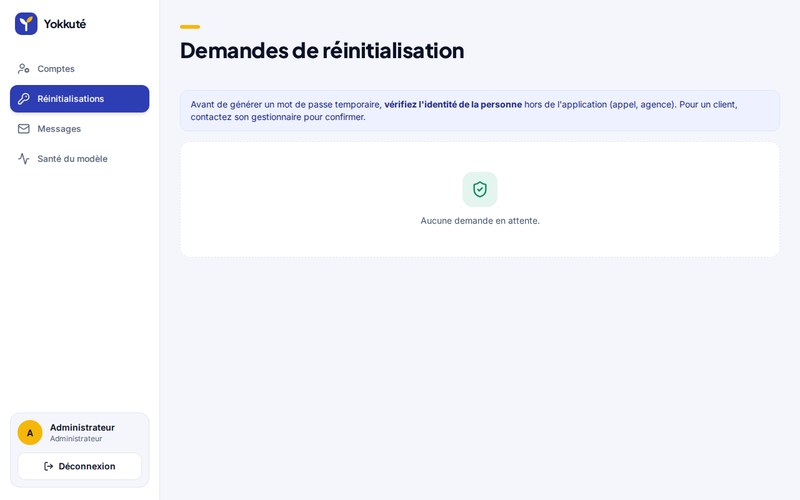 Yokkuté
Comptes
Réinitialisations
Messages
Santé du modèle
A
Administrateur
Administrateur
Déconnexion
Demandes de réinitialisation
Avant de générer un mot de passe temporaire, vérifiez l'identité de la personne hors de l'application (appel, agence). Pour un client,
contactez son gestionnaire pour confirmer.
Aucune demande en attente.